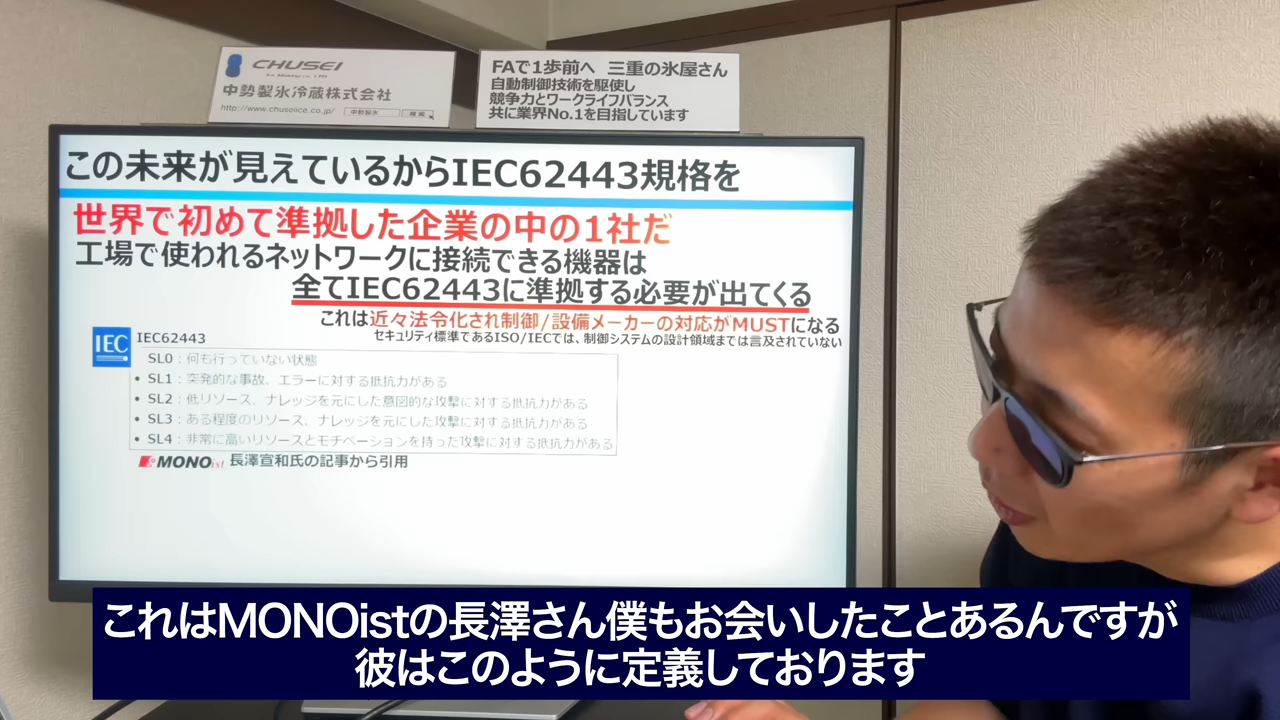 CHUSEI
中勢製氷冷蔵株式会社
http://www.chuseiice.co.jp/ 中勢製氷 検索
FAで1歩前へ 三重の氷屋さん
自動制御技術を駆使し
競争力とワークライフバランス
共に業界No.1を目指しています
この未来が見えているからIEC62443規格を
世界で初めて準拠した企業の中の1社だ
工場で使われるネットワークに接続できる機器は
全てIEC62443に準拠する必要が出てくる
これは近々法令化され制御/設備メーカーの対応がMUSTになる
セキュリティ標準であるISO/IECでは、制御システムの設計領域までは言及されていない
IEC
IEC62443
SL0：何も行っていない状態
• SL1：突発的な事故、エラーに対する抵抗力がある
• SL2：低リソース、ナレッジを元にした意図的な攻撃に対する抵抗力がある
• SL3：ある程度のリソース、ナレッジを元にした攻撃に対する抵抗力がある
• SL4：非常に高いリソースとモチベーションを持った攻撃に対する抵抗力がある
MONOist 長澤宣和氏の記事から引用
これはMONOistの長澤さん僕もお会いしたことあるんですが
彼はこのように定義しております